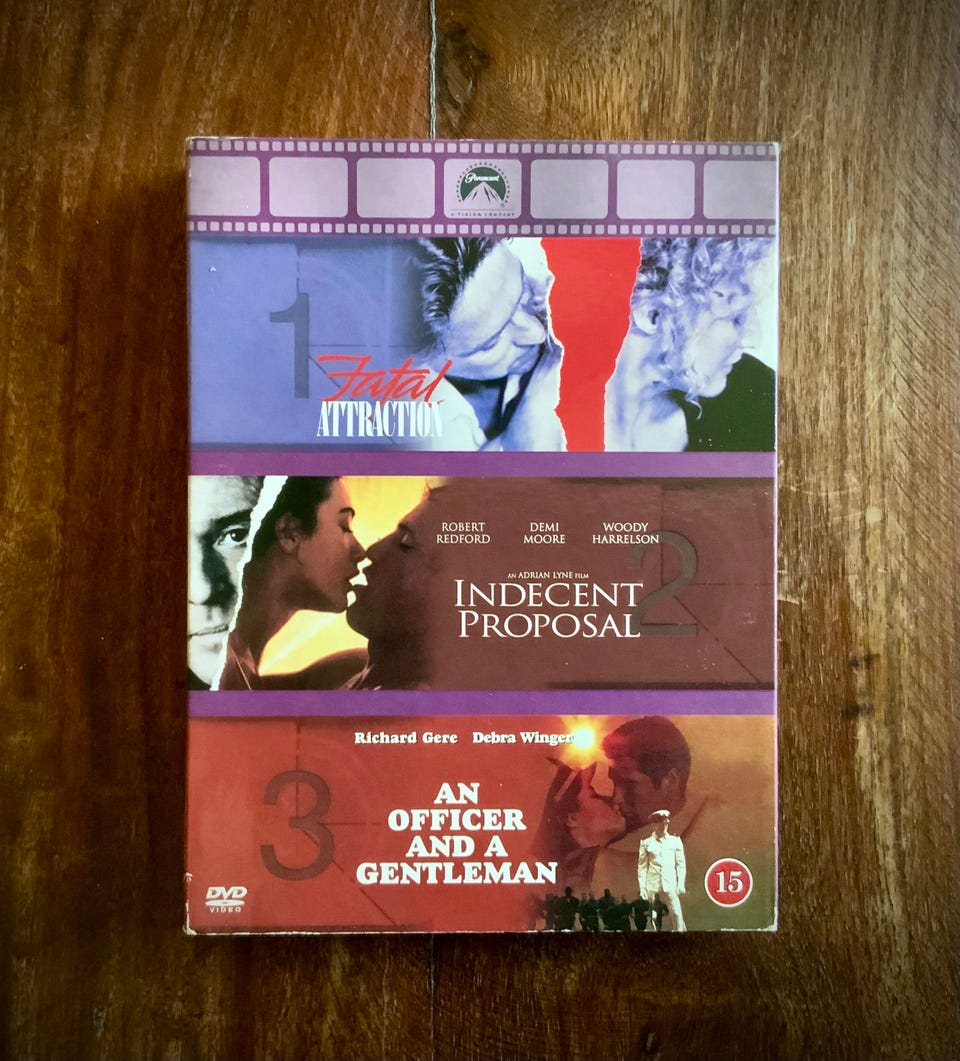 Paramount
A VIACOM COMPANY
1
Fatal
ATTRACTION
ROBERT REDFORD
DEMI MOORE
WOODY HARRELSON
2
AN ADRIAN LYNE FILM
INDECENT
PROPOSAL
Richard Gere Debra Winger
3
AN
OFFICER
AND A
GENTLEMAN
DVD
VIDEO
15